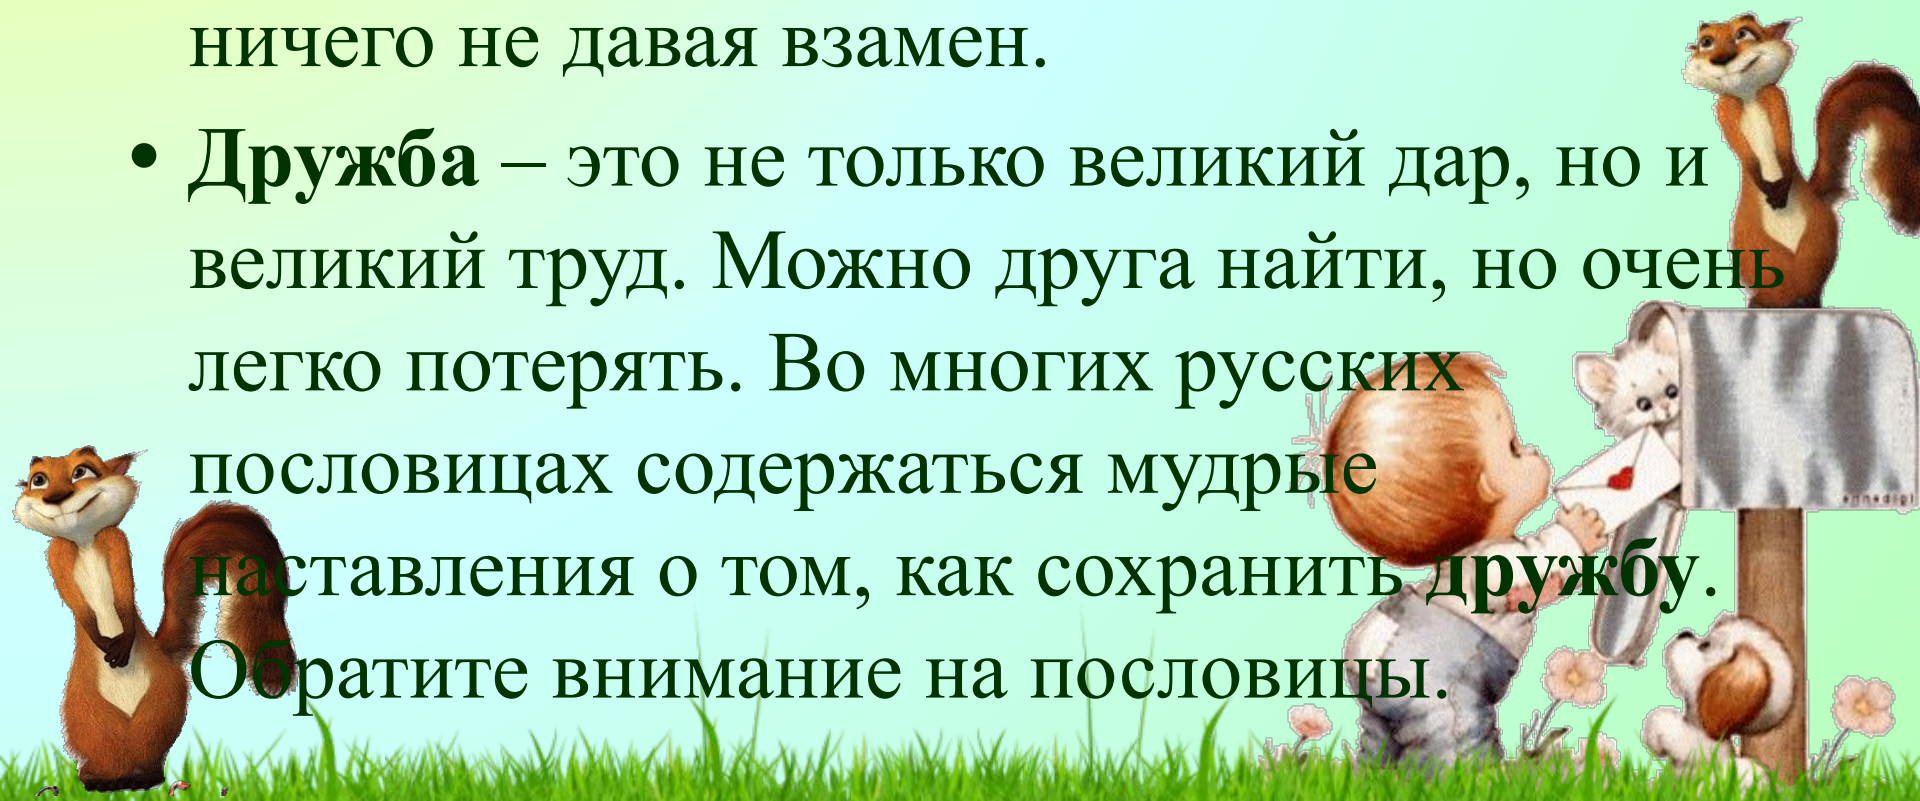 ничего не давая взамен.
• Дружба – это не только великий дар, но и
великий труд. Можно друга найти, но очень
легко потерять. Во многих русских
пословицах содержаться мудрые
наставления о том, как сохранить дружбу.
Обратите внимание на пословицы.